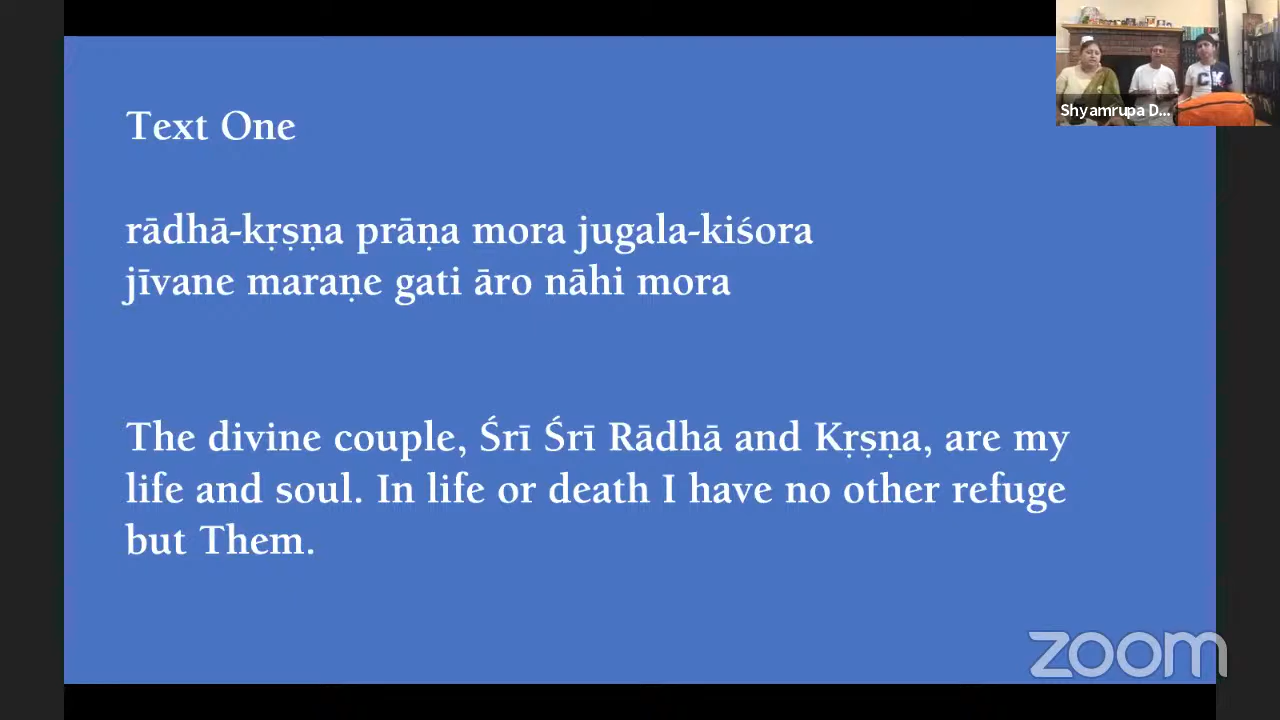 Text One
rādhā-kṛṣṇa prāṇa mora jugala-kiśora
jīvane maraṇe gati āro nāhi mora
The divine couple, Śrī Śrī Rādhā and Kṛṣṇa, are my
life and soul. In life or death I have no other refuge
but Them.
Shyamrupa D...
CK
zoom